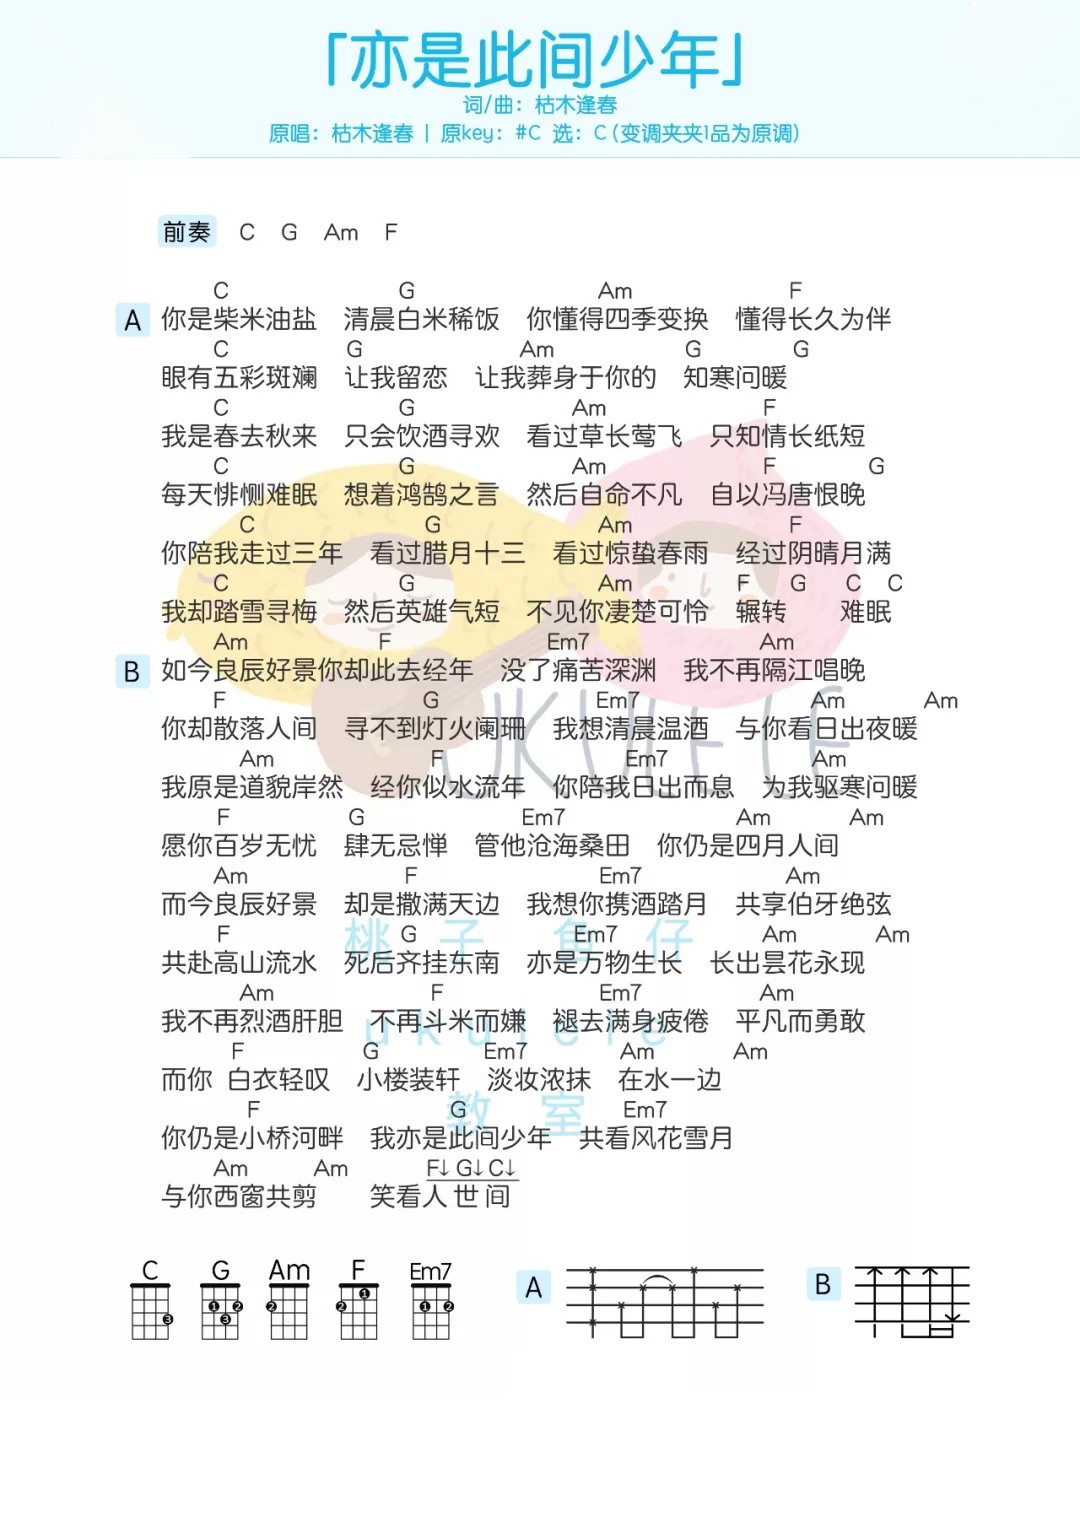 「亦是此间少年」
词/曲：枯木逢春
原唱：枯木逢春 | 原key：#C 选：C (变调夹夹1品为原调)
前奏 C G Am F
C G Am F
A 你是柴米油盐 清晨白米稀饭 你懂得四季变换 懂得长久为伴
C G Am G G
眼有五彩斑斓 让我留恋 让我葬身于你的 知寒问暖
C G Am F
我是春去秋来 只会饮酒寻欢 看过草长莺飞 只知情长纸短
C G Am F G
每天悱恻难眠 想着鸿鹄之言 然后自命不凡 自以冯唐恨晚
C G Am F
你陪我走过三年 看过腊月十三 看过惊蛰春雨 经过阴晴月满
C G Am F G C C
我却踏雪寻梅 然后英雄气短 不见你凄楚可怜 辗转 难眠
Am F Em7 Am
B 如今良辰好景你却此去经年 没了痛苦深渊 我不再隔江唱晚
F G Em7 Am Am
你却散落人间 寻不到灯火阑珊 我想清晨温酒 与你看日出夜暖
Am F Em7 Am
我原是道貌岸然 经你似水流年 你陪我日出而息 为我驱寒问暖
F G Em7 Am Am
愿你百岁无忧 肆无忌惮 管他沧海桑田 你仍是四月人间
Am F Em7 Am
而今良辰好景 却是撒满天边 我想你携酒踏月 共享伯牙绝弦
F G Em7 Am Am
共赴高山流水 死后齐挂东南 亦是万物生长 长出昙花永现
Am F Em7 Am
我不再烈酒肝胆 不再斗米而嫌 褪去满身疲倦 平凡而勇敢
F G Em7 Am Am
而你 白衣轻叹 小楼装轩 淡妆浓抹 在水一边
F G Em7
你仍是小桥河畔 我亦是此间少年 共看风花雪月
Am Am F↓ G↓ C↓
与你西窗共剪 笑看人世间
UKULELE
桃子鱼仔
ukulele
教室
C G Am F Em7 A B
3 1 2 3 2 2 1 1 2